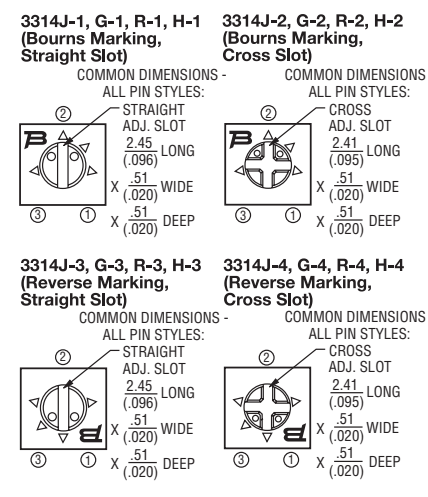 3314J-1, G-1, R-1, H-1
(Bourns Marking,
Straight Slot)
COMMON DIMENSIONS -
ALL PIN STYLES:
STRAIGHT
ADJ. SLOT
2.45
(.096) LONG
X .51
(.020) WIDE
X .51
(.020) DEEP
②
③ ①
3314J-2, G-2, R-2, H-2
(Bourns Marking,
Cross Slot)
COMMON DIMENSIONS
ALL PIN STYLES:
CROSS
ADJ. SLOT
2.41
(.095) LONG
X .51
(.020) WIDE
X .51
(.020) DEEP
②
③ ①
3314J-3, G-3, R-3, H-3
(Reverse Marking,
Straight Slot)
COMMON DIMENSIONS -
ALL PIN STYLES:
STRAIGHT
ADJ. SLOT
2.45
(.096) LONG
X .51
(.020) WIDE
X .51
(.020) DEEP
②
③ ①
3314J-4, G-4, R-4, H-4
(Reverse Marking,
Cross Slot)
COMMON DIMENSIONS
ALL PIN STYLES:
CROSS
ADJ. SLOT
2.41
(.095) LONG
X .51
(.020) WIDE
X .51
(.020) DEEP
②
③ ①